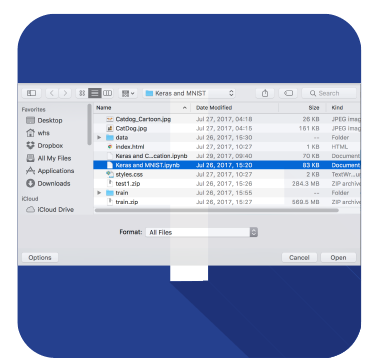 Keras and MNIST
Search
Favorites
Name
Date Modified
Size
Kind
Desktop
whs
Dropbox
All My Files
Applications
Downloads
iCloud
iCloud Drive
Catdog_Cartoon.jpg Jul 27, 2017, 04:18 26 KB JPEG imag
CatDog.jpg Jul 27, 2017, 04:15 161 KB JPEG imag
data Jul 26, 2017, 15:30 -- Folder
index.html Jul 27, 2017, 10:27 1 KB HTML
Keras and C...cation.ipynb Jul 28, 2017, 09:40 70 KB Document
Keras and MNIST.ipynb Jul 26, 2017, 15:20 83 KB Document
styles.css Jul 27, 2017, 10:27 2 KB TextWr...u
test1.zip Jul 26, 2017, 15:26 284.3 MB ZIP archive
train Jul 26, 2017, 15:55 -- Folder
train.zip Jul 26, 2017, 15:27 569.5 MB ZIP archive
Format: All Files
Options
Cancel
Open